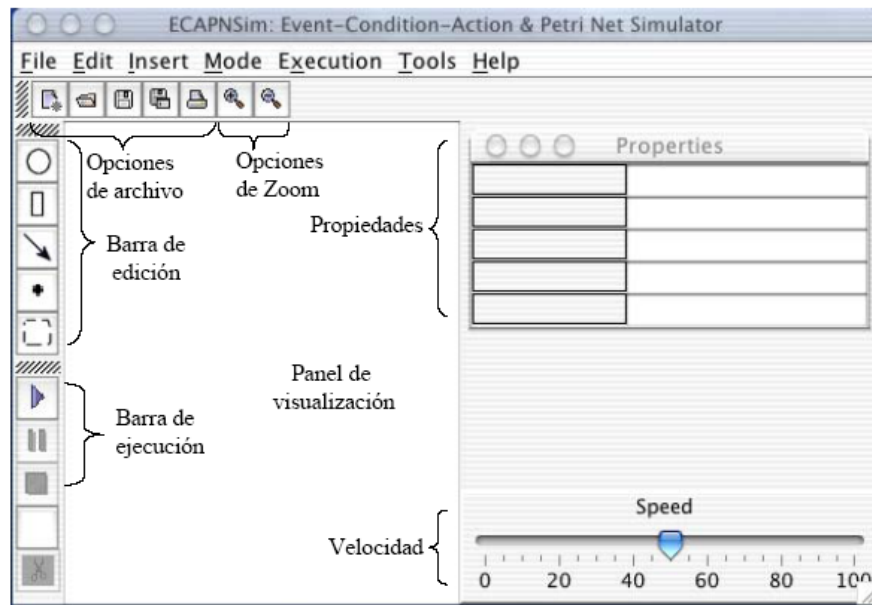 ECAPNSim: Event-Condition-Action & Petri Net Simulator
File Edit Insert Mode Execution Tools Help
Opciones
de archivo
Opciones
de Zoom
Properties
Propiedades
Barra de
edición
Panel de
visualización
Barra de
ejecución
Speed
Velocidad
0 20 40 60 80 100